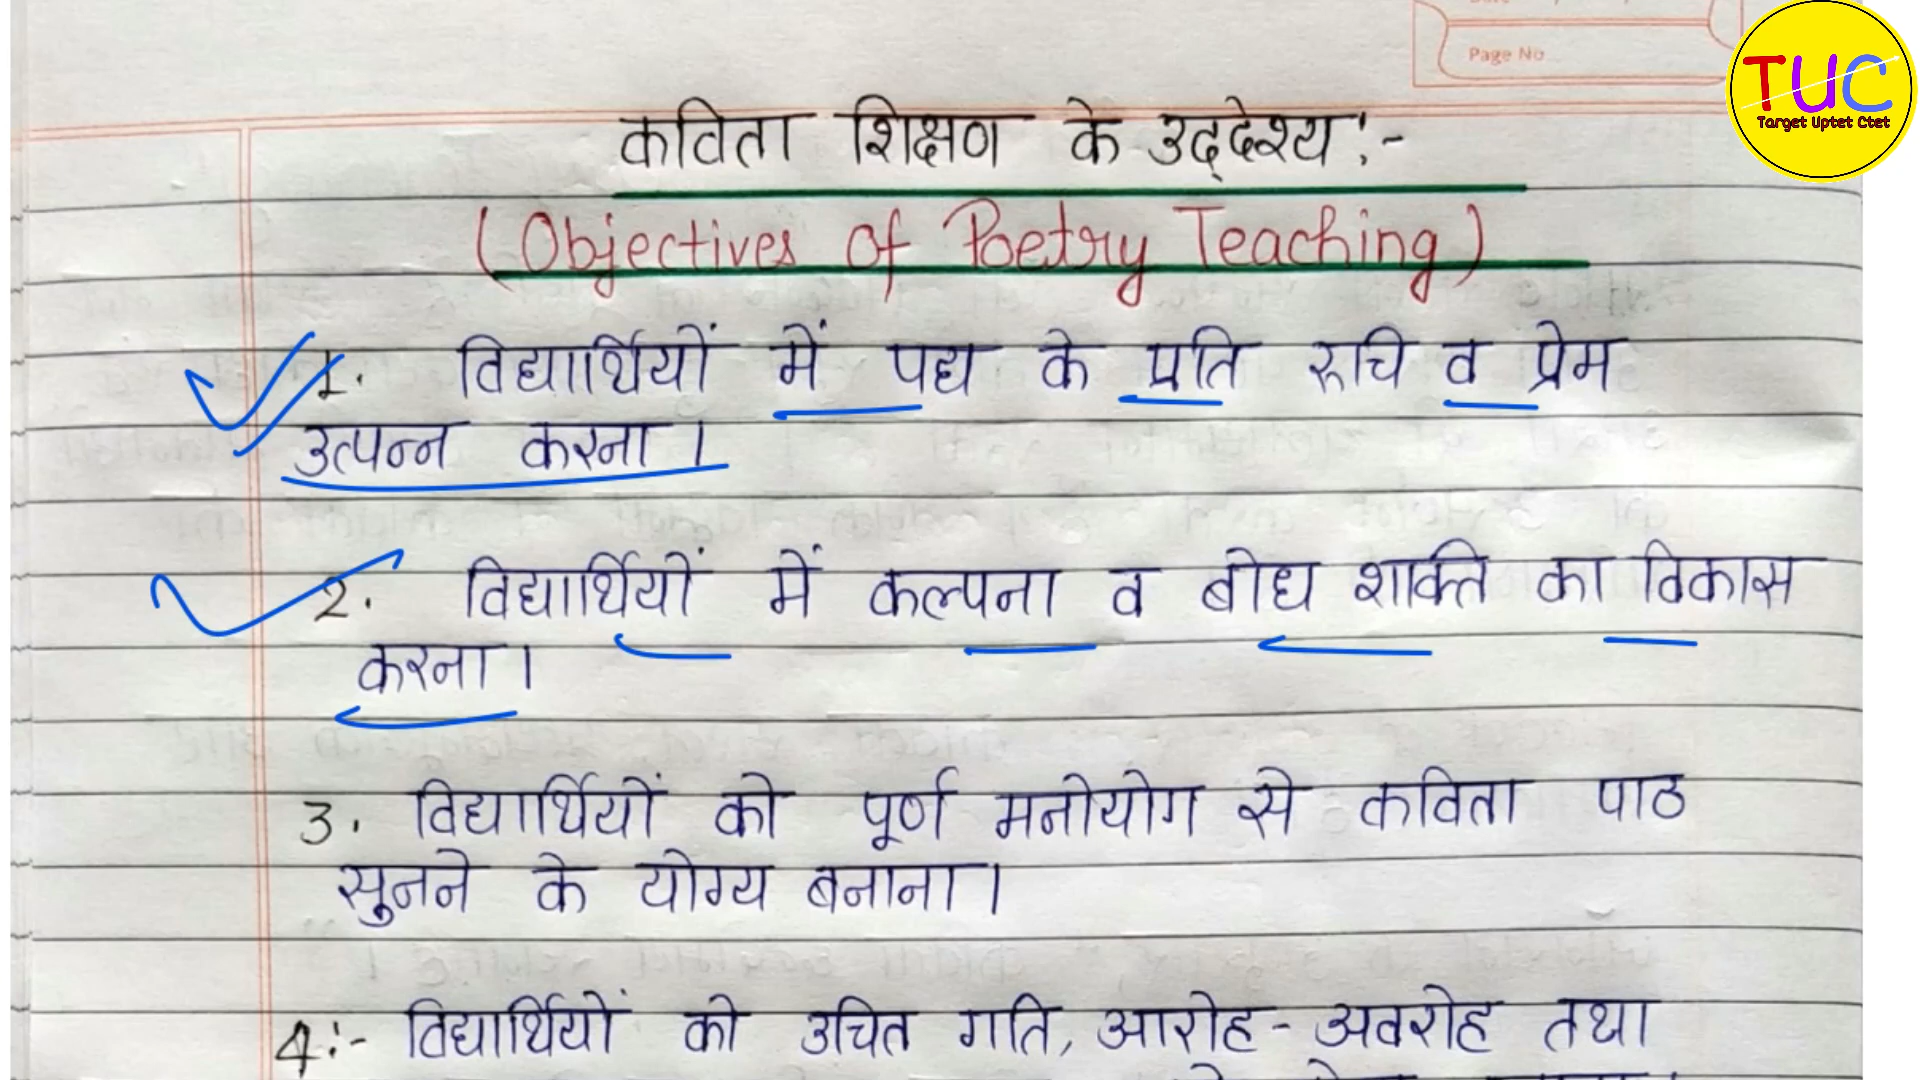 Page No
TUC
Target Uptet Ctet
कविता शिक्षण के उद्देश्य :-
(Objectives of Poetry Teaching)
1. विद्यार्थियों में पद्य के प्रति रूचि व प्रेम
उत्पन्न करना ।
2. विद्यार्थियों में कल्पना व बोध शक्ति का विकास
करना ।
3. विद्यार्थियों को पूर्ण मनोयोग से कविता पाठ
सुनने के योग्य बनाना ।
4:- विद्यार्थियों को उचित गति, आरोह - अवरोह तथा